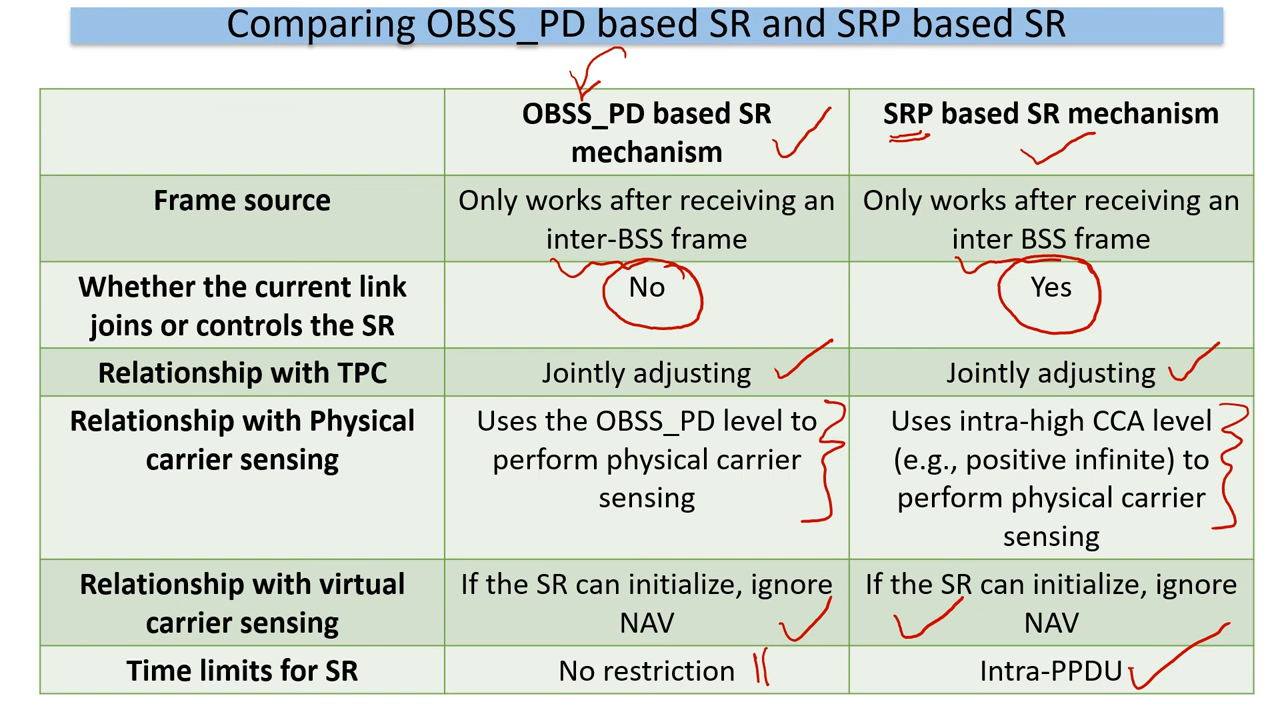 Comparing OBSS_PD based SR and SRP based SR
OBSS_PD based SR
mechanism
SRP based SR mechanism
Frame source
Only works after receiving an
inter-BSS frame
Only works after receiving an
inter BSS frame
Whether the current link
joins or controls the SR
No
Yes
Relationship with TPC
Jointly adjusting
Jointly adjusting
Relationship with Physical
carrier sensing
Uses the OBSS_PD level to
perform physical carrier
sensing
Uses intra-high CCA level
(e.g., positive infinite) to
perform physical carrier
sensing
Relationship with virtual
carrier sensing
If the SR can initialize, ignore
NAV
If the SR can initialize, ignore
NAV
Time limits for SR
No restriction
Intra-PPDU